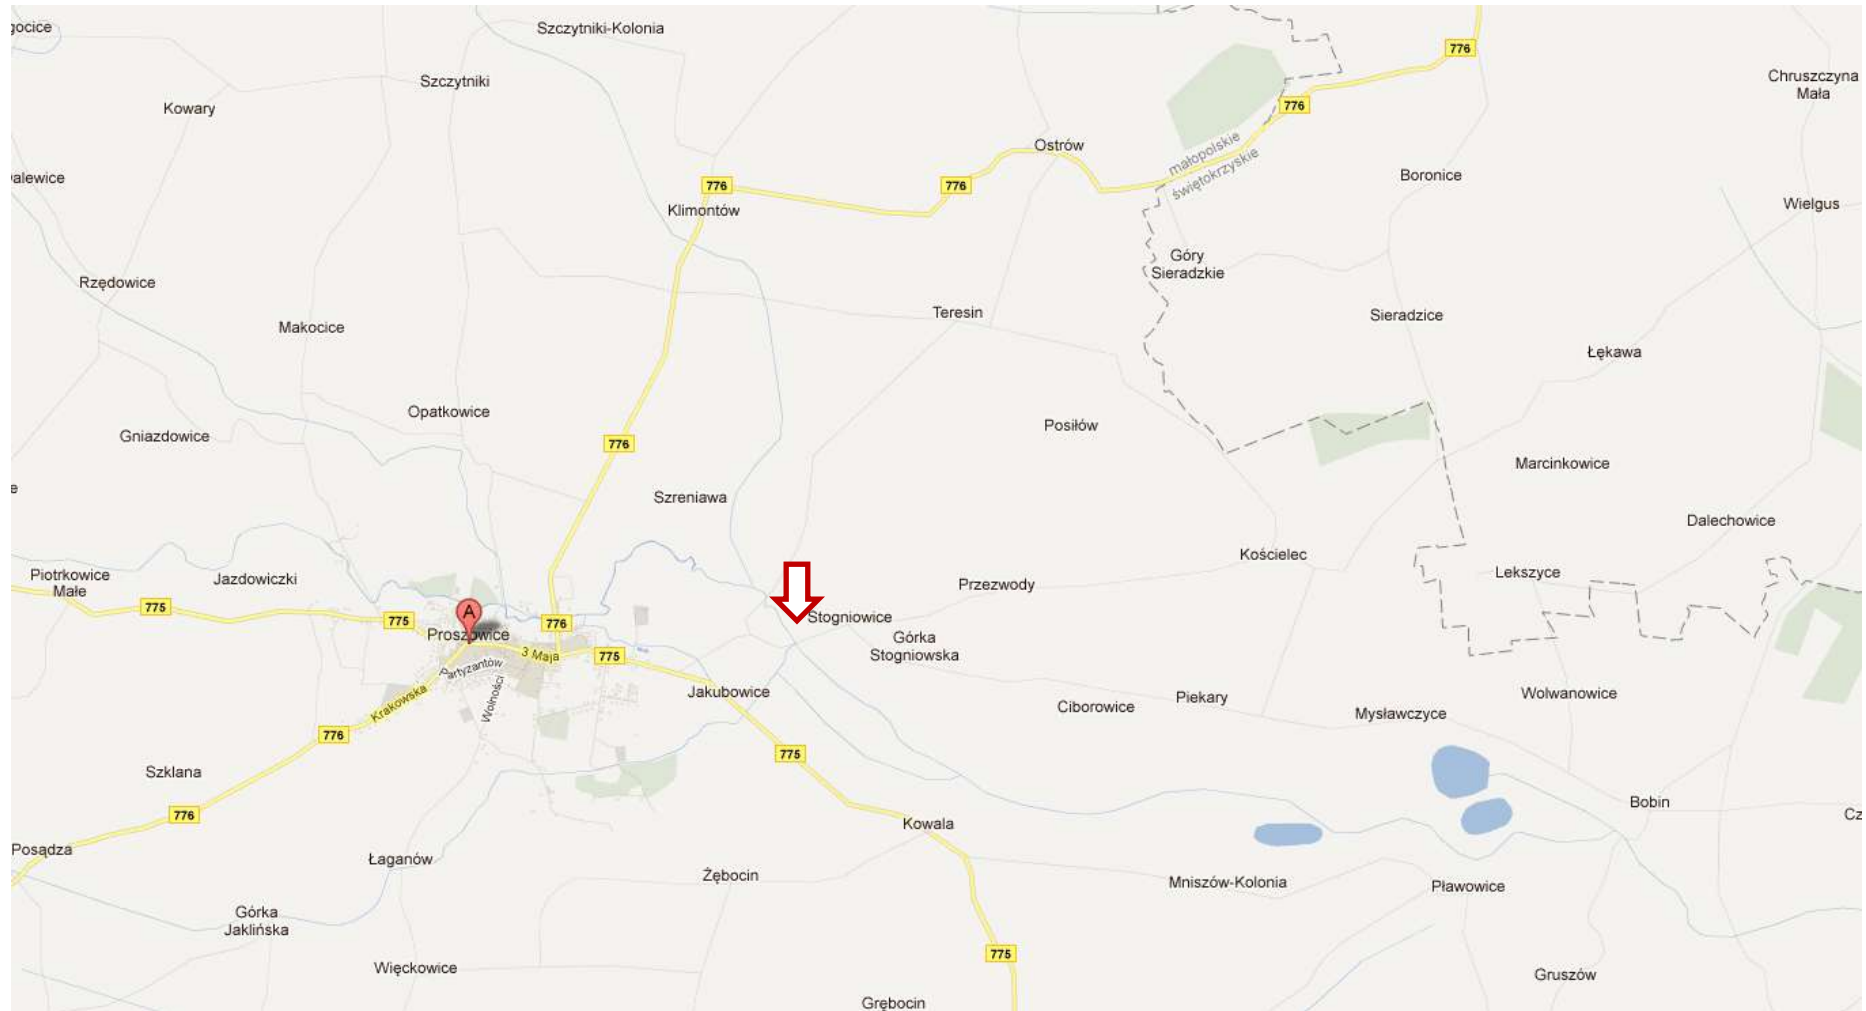 Szczytniki-Kolonia
776
Szczytniki
Chruszczyna
Mała
Kowary
776
Ostrów
małopolskie
świętokrzyskie
Boronice
776
776
Klimontów
Wielgus
Góry
Sieradzkie
Rzędowice
Teresin
Sieradzice
Makocice
Łękawa
Opatkowice
Posiłów
Gniazdowice
776
Marcinkowice
Szreniawa
Dalechowice
Kościelec
Piotrkowice
Małe
Jazdowiczki
Przezwody
Lekszyce
775
A
775
776
Stogniowice
Proszowice
Górka
Stogniowska
3 Maja
775
Partyzantów
Wolności
Krakowska
Jakubowice
Ciborowice
Piekary
Wolwanowice
Mysławczyce
776
775
Szklana
Bobin
776
Kowala
Cz
Posądza
Łaganów
Żębocin
Mniszów-Kolonia
Pławowice
Górka
Jaklińska
775
Więckowice
Gruszów
Grębocin